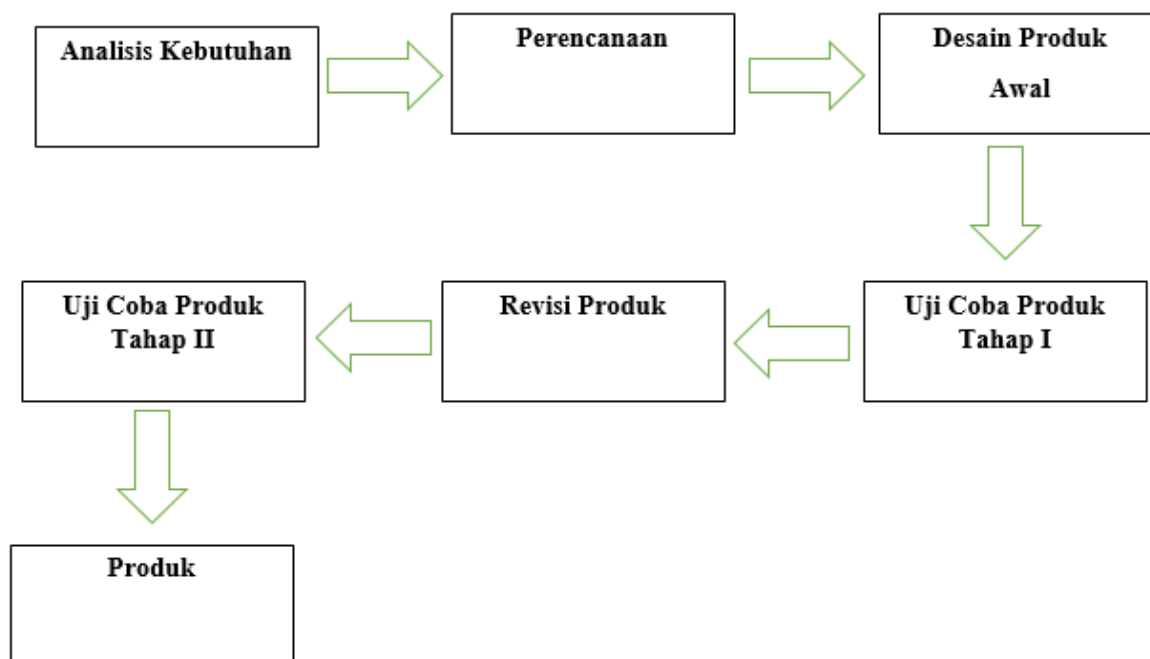 Analisis Kebutuhan
Perencanaan
Desain Produk
Awal
Uji Coba Produk
Tahap I
Revisi Produk
Uji Coba Produk
Tahap II
Produk